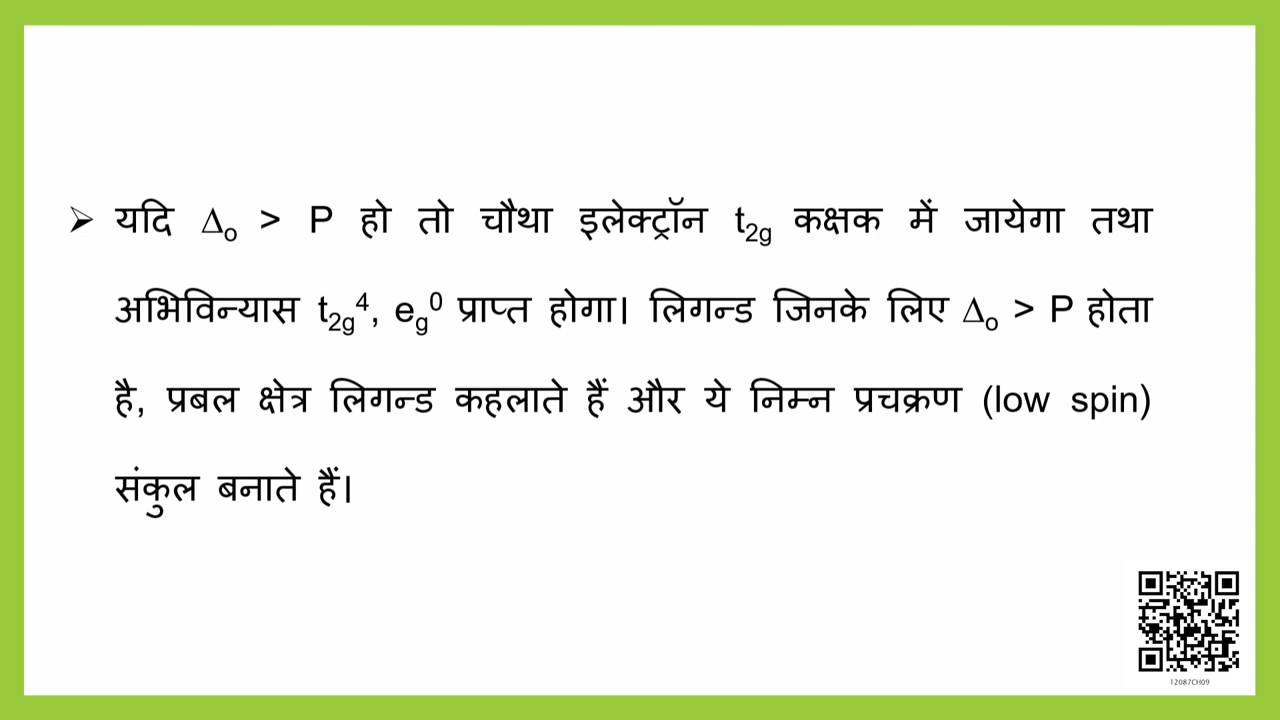 ➢ यदि Δₒ > P हो तो चौथा इलेक्ट्रॉन t₂g कक्षक में जायेगा तथा
अभिविन्यास t₂g⁴, eg⁰ प्राप्त होगा। लिगन्ड जिनके लिए Δₒ > P होता
है, प्रबल क्षेत्र लिगन्ड कहलाते हैं और ये निम्न प्रचक्रण (low spin)
संकुल बनाते हैं।
12087CH09